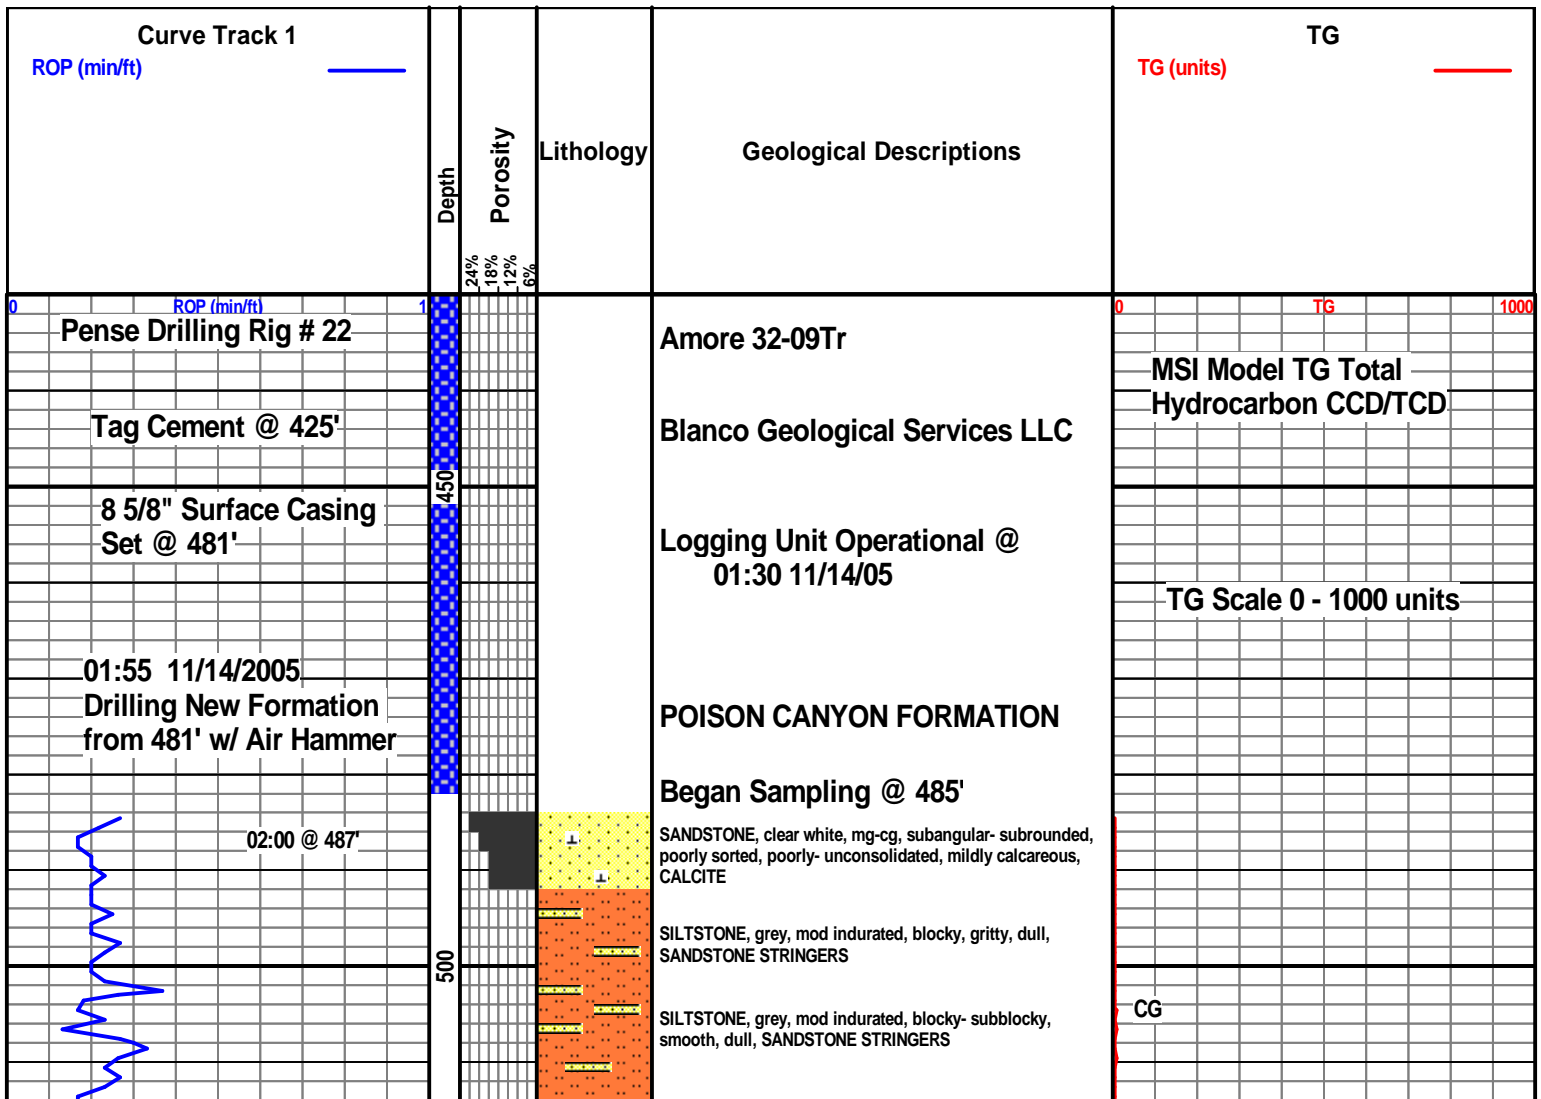 Curve Track 1
ROP (min/ft)
Depth
Porosity
24%
18%
12%
6%
Lithology
Geological Descriptions
TG
TG (units)
0 ROP (min/ft) 1
0 TG 1000
Pense Drilling Rig # 22
Tag Cement @ 425'
8 5/8" Surface Casing
Set @ 481'
01:55 11/14/2005
Drilling New Formation
from 481' w/ Air Hammer
02:00 @ 487'
450
500
Amore 32-09Tr
Blanco Geological Services LLC
Logging Unit Operational @
01:30 11/14/05
POISON CANYON FORMATION
Began Sampling @ 485'
SANDSTONE, clear white, mg-cg, subangular- subrounded,
poorly sorted, poorly- unconsolidated, mildly calcareous,
CALCITE
SILTSTONE, grey, mod indurated, blocky, gritty, dull,
SANDSTONE STRINGERS
SILTSTONE, grey, mod indurated, blocky- subblocky,
smooth, dull, SANDSTONE STRINGERS
MSI Model TG Total
Hydrocarbon CCD/TCD
TG Scale 0 - 1000 units
CG